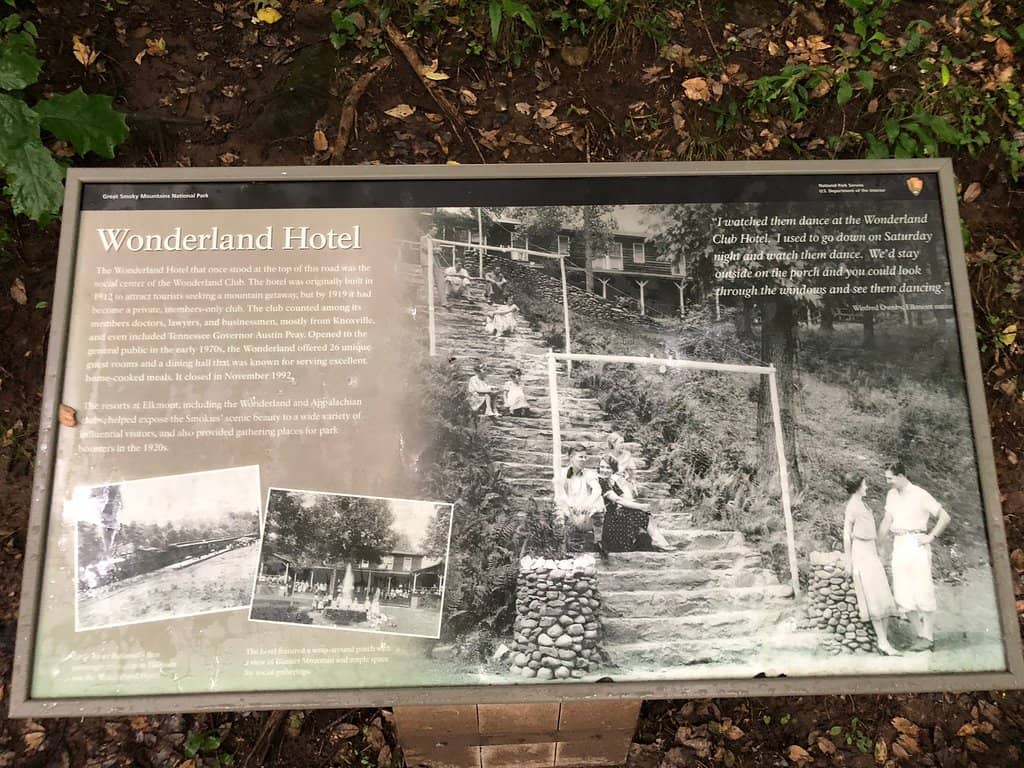 Great Smoky Mountains National Park
National Park Service
U.S. Department of the Interior
Wonderland Hotel
The Wonderland Hotel that once stood at the top of this road was the
social center of the Wonderland Club. The hotel was originally built in
1912 to attract tourists seeking a mountain getaway, but by 1919 it had
become a private, members-only club. The club counted among its
members doctors, lawyers, and businessmen, mostly from Knoxville,
and even included Tennessee Governor Austin Peay. Opened to the
general public in the early 1970s, the Wonderland offered 26 unique
guest rooms and a dining hall that was known for serving excellent
home-cooked meals. It closed in November 1992.
The resorts at Elkmont, including the Wonderland and Appalachian
helped expose the Smokies' scenic beauty to a wide variety of
influential visitors, and also provided gathering places for park
boosters in the 1920s.
"I watched them dance at the Wonderland
Club Hotel. I used to go down on Saturday
night and watch them dance. We'd stay
outside on the porch and you could look
through the windows and see them dancing.
Winfred Elkmont
The hotel featured a wrap-around porch with
a view of Blanket Mountain and ample space
for social gatherings.